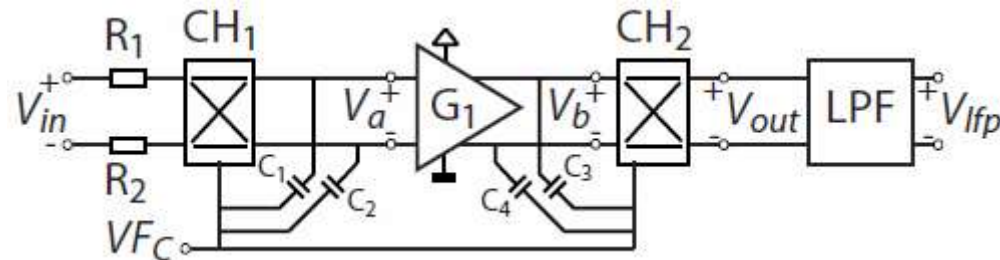 R1 CH1 CH2
+ + + + +
Vin Va G1 Vb Vout LPF Vlfp
- - - - -
R2 C1 C2 C4 C3
VFC